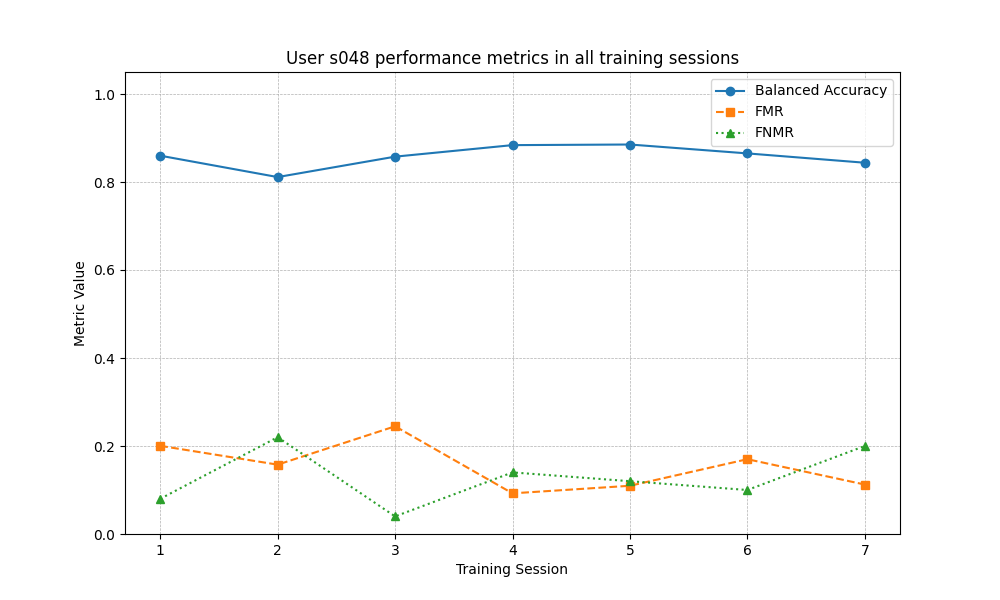 User s048 performance metrics in all training sessions
Balanced Accuracy
FMR
FNMR
1.0
0.8
0.6
0.4
0.2
0.0
Metric Value
1 2 3 4 5 6 7
Training Session